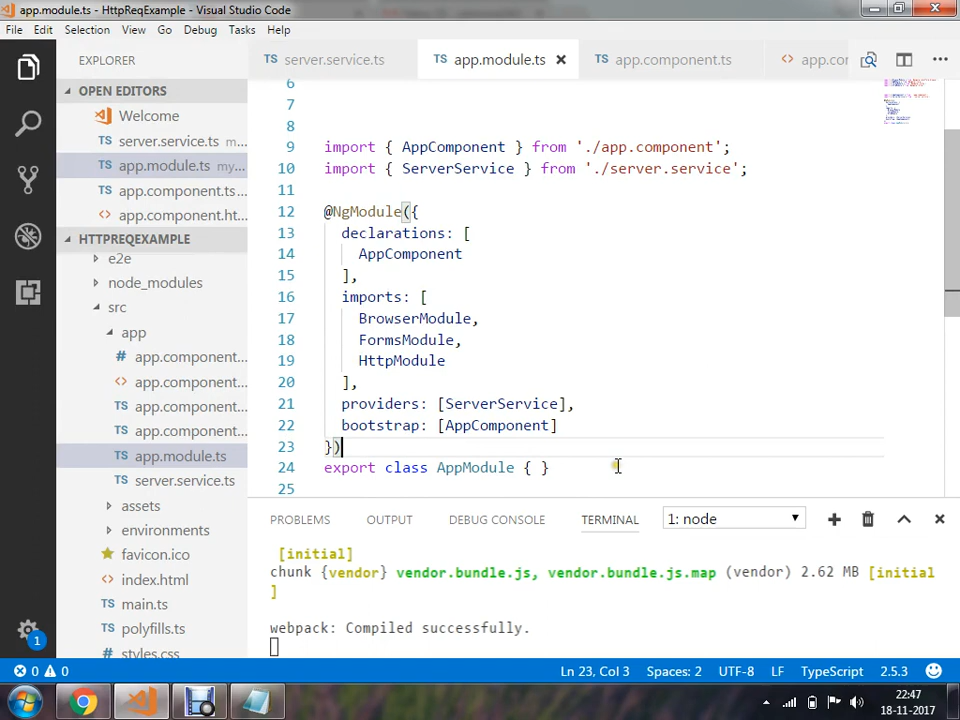 app.module.ts - HttpReqExample - Visual Studio Code
File Edit Selection View Go Debug Tasks Help
EXPLORER
OPEN EDITORS
Welcome
server.service.ts m...
app.module.ts my...
app.component.ts...
app.component.ht...
HTTPREQEXAMPLE
e2e
node_modules
src
app
app.component...
app.component...
app.component...
app.component...
app.module.ts
server.service.ts
assets
environments
favicon.ico
index.html
main.ts
polyfills.ts
styles.css
server.service.ts
app.module.ts
app.component.ts
app.cor
6
7
8
9 import { AppComponent } from './app.component';
10 import { ServerService } from './server.service';
11
12 @NgModule({
13 declarations: [
14 AppComponent
15 ],
16 imports: [
17 BrowserModule,
18 FormsModule,
19 HttpModule
20 ],
21 providers: [ServerService],
22 bootstrap: [AppComponent]
23 })
24 export class AppModule { }
25
PROBLEMS OUTPUT DEBUG CONSOLE TERMINAL 1: node
[initial]
chunk {vendor} vendor.bundle.js, vendor.bundle.js.map (vendor) 2.62 MB [initial
]
webpack: Compiled successfully.
1
0 0 Ln 23, Col 3 Spaces: 2 UTF-8 LF TypeScript 2.5.3
22:47
18-11-2017